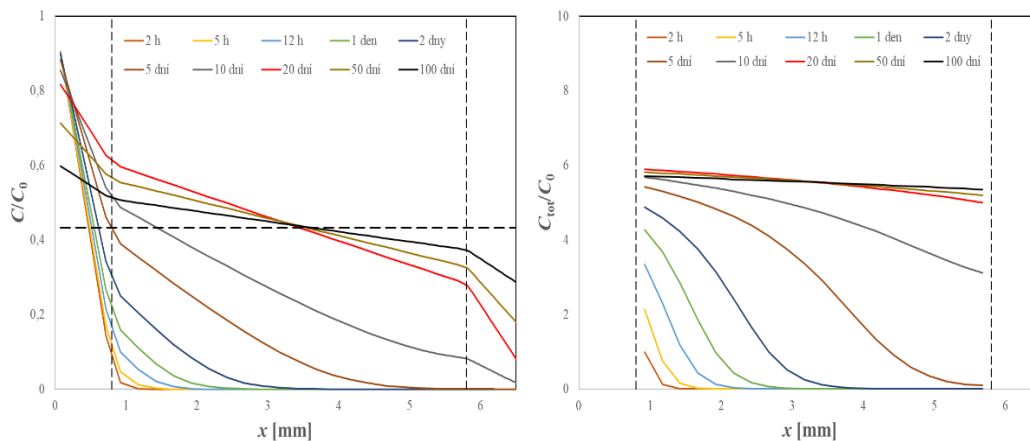 1
0,8
0,6
0,4
0,2
0
C/C0
2 h 5 h 12 h 1 den 2 dny
5 dní 10 dní 20 dní 50 dní 100 dní
0 1 2 3 4 5 6
x [mm]
10
8
6
4
2
0
Ctot/C0
2 h 5 h 12 h 1 den 2 dny
5 dní 10 dní 20 dní 50 dní 100 dní
0 1 2 3 4 5 6
x [mm]